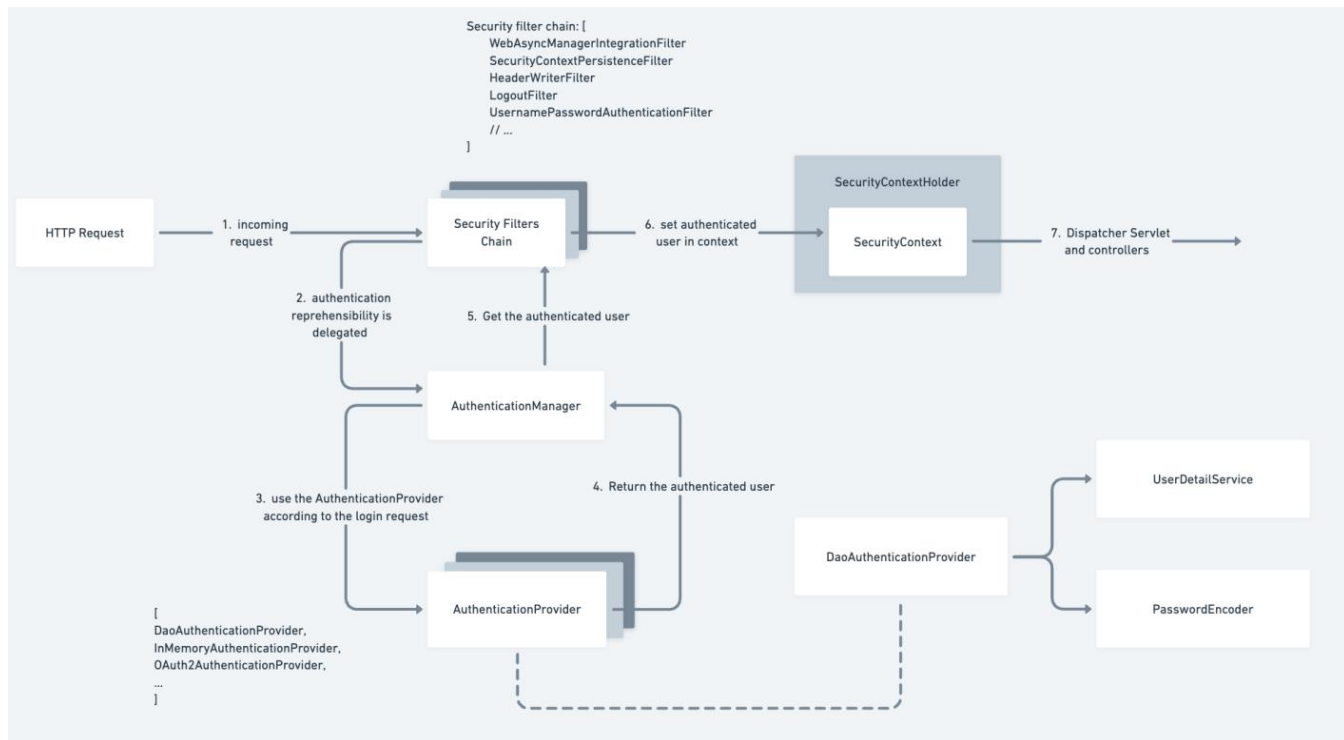 Security filter chain: [
WebAsyncManagerIntegrationFilter
SecurityContextPersistenceFilter
HeaderWriterFilter
LogoutFilter
UsernamePasswordAuthenticationFilter
// ...
]
HTTP Request
1. incoming
request
Security Filters
Chain
6. set authenticated
user in context
SecurityContextHolder
SecurityContext
7. Dispatcher Servlet
and controllers
2. authentication
reprehensibility is
delegated
5. Get the authenticated user
AuthenticationManager
3. use the AuthenticationProvider
according to the login request
4. Return the authenticated user
AuthenticationProvider
[
DaoAuthenticationProvider,
InMemoryAuthenticationProvider,
OAuth2AuthenticationProvider,
...
]
DaoAuthenticationProvider
UserDetailService
PasswordEncoder